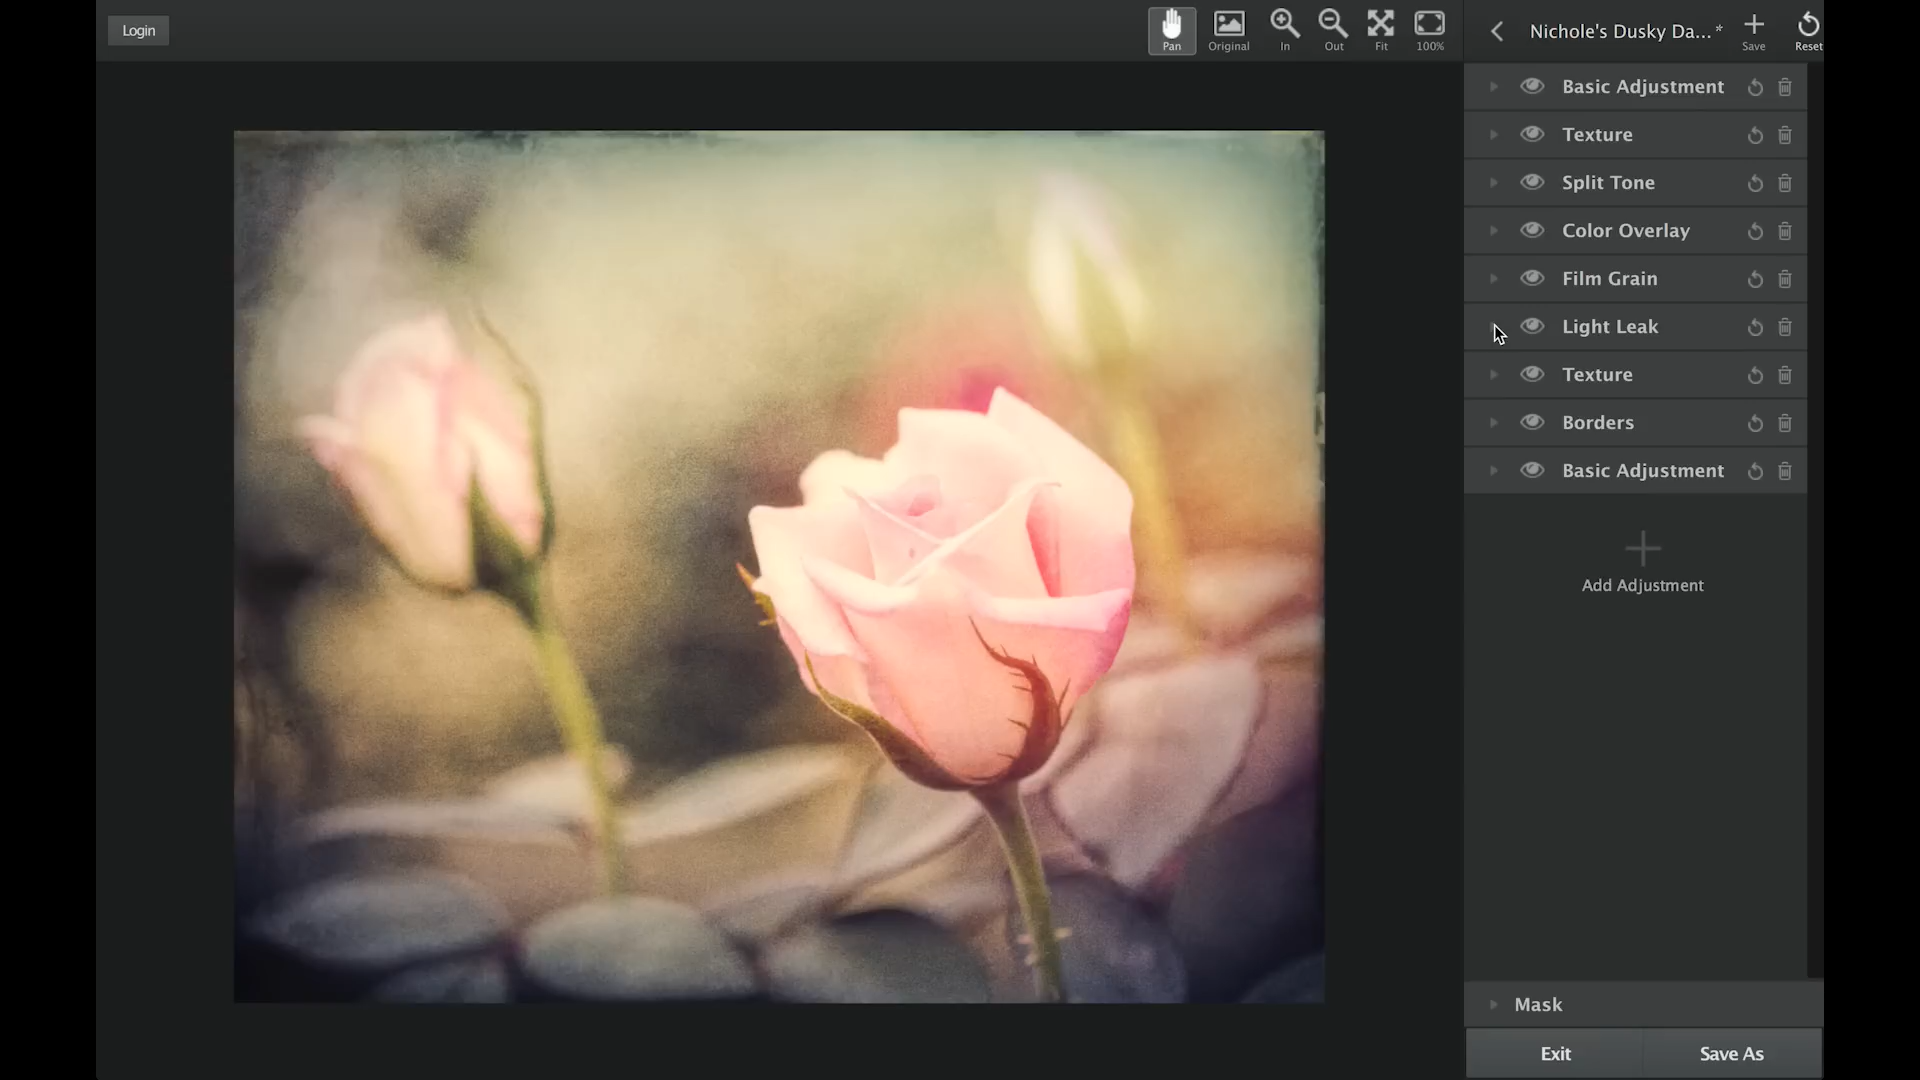 Login
Pan
Original
In
Out
Fit
100%
Nichole's Dusky Da...*
Save
Reset
Basic Adjustment
Texture
Split Tone
Color Overlay
Film Grain
Light Leak
Texture
Borders
Basic Adjustment
Add Adjustment
Mask
Exit
Save As